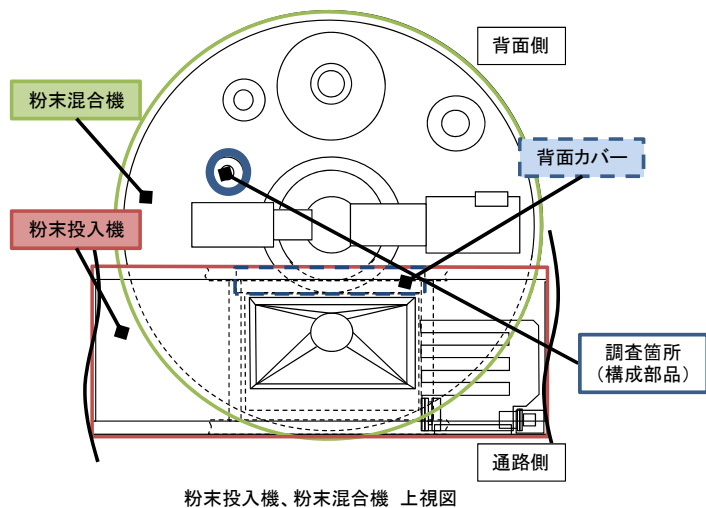 背面側
粉末混合機
背面カバー
粉末投入機
調査箇所
（構成部品）
通路側
粉末投入機、粉末混合機 上視図